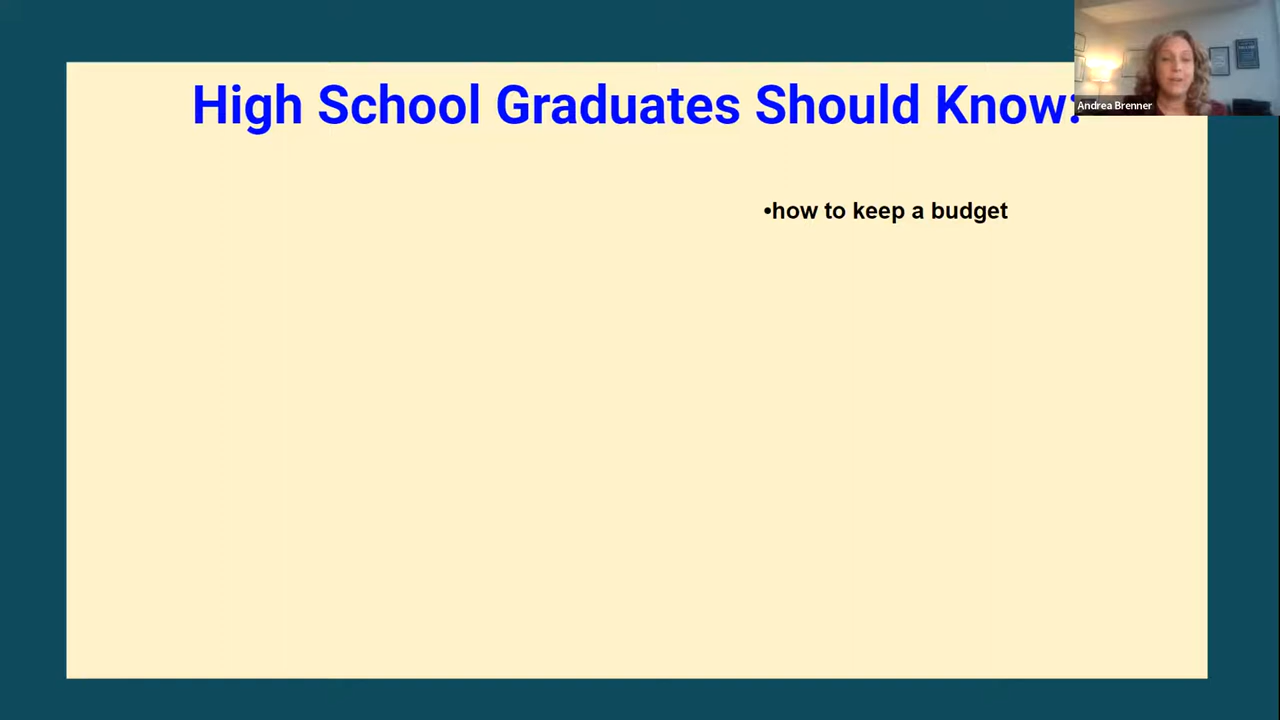 High School Graduates Should Know:
Andrea Brenner
•how to keep a budget